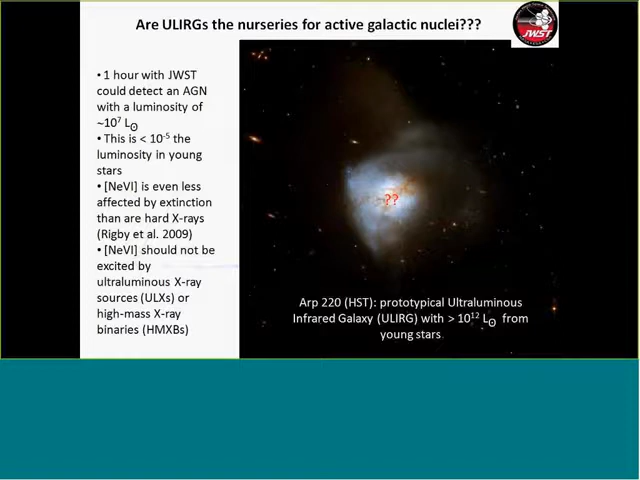 Are ULIRGs the nurseries for active galactic nuclei???
JWST
• 1 hour with JWST
could detect an AGN
with a luminosity of
~10⁷ L☉
• This is < 10⁻⁵ the
luminosity in young
stars
• [NeVI] is even less
affected by extinction
than are hard X-rays
(Rigby et al. 2009)
• [NeVI] should not be
excited by
ultraluminous X-ray
sources (ULXs) or
high-mass X-ray
binaries (HMXBs)
??
Arp 220 (HST): prototypical Ultraluminous
Infrared Galaxy (ULIRG) with > 10¹² L☉ from
young stars